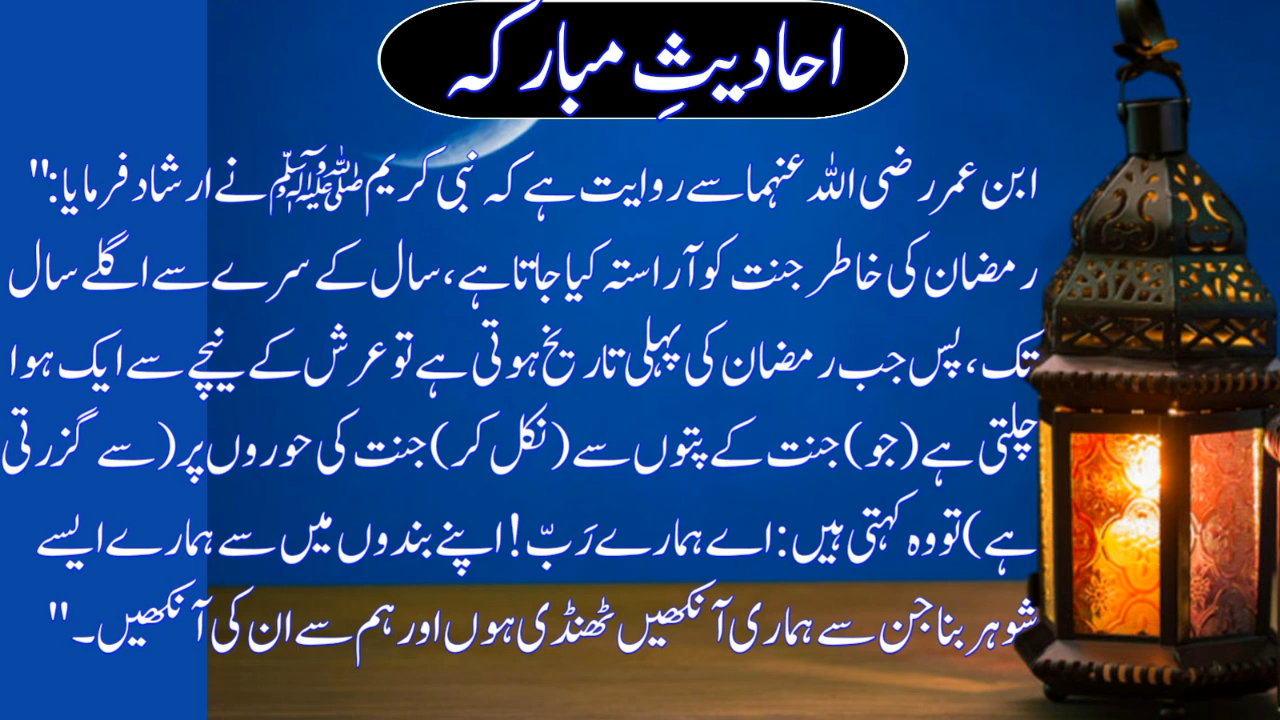 احادیثِ مبارکہ
ابن عمر رضی اللہ عنہما سے روایت ہے کہ نبی کریم ﷺ نے ارشاد فرمایا:"
رمضان کی خاطر جنت کو آراستہ کیا جاتا ہے، سال کے سرے سے اگلے سال
تک، پس جب رمضان کی پہلی تاریخ ہوتی ہے تو عرش کے نیچے سے ایک ہوا
چلتی ہے (جو) جنت کے پتوں سے (نکل کر) جنت کی حوروں پر (سے گزرتی
ہے) تو وہ کہتی ہیں: اے ہمارے رَبّ! اپنے بندوں میں سے ہمارے ایسے
شوہر بنا جن سے ہماری آنکھیں ٹھنڈی ہوں اور ہم سے ان کی آنکھیں۔"